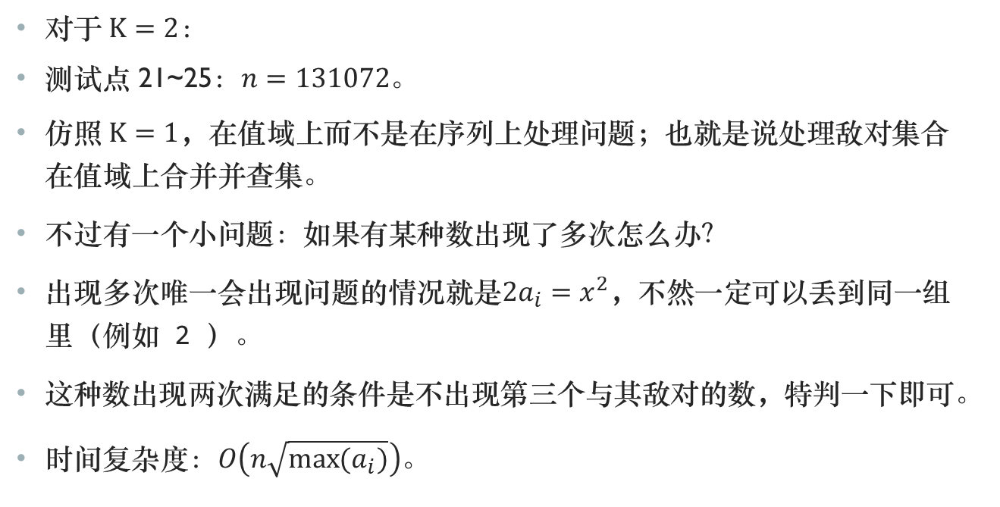 • 对于 K = 2:
• 测试点 21~25：n = 131072。
• 仿照 K = 1，在值域上而不是在序列上处理问题；也就是说处理敌对集合
在值域上合并并查集。
• 不过有一个小问题：如果有某种数出现了多次怎么办？
• 出现多次唯一会出现问题的情况就是2aᵢ = x²，不然一定可以丢到同一组
里（例如 2 ）。
• 这种数出现两次满足的条件是不出现第三个与其敌对的数，特判一下即可。
• 时间复杂度：O(n√max(aᵢ))。